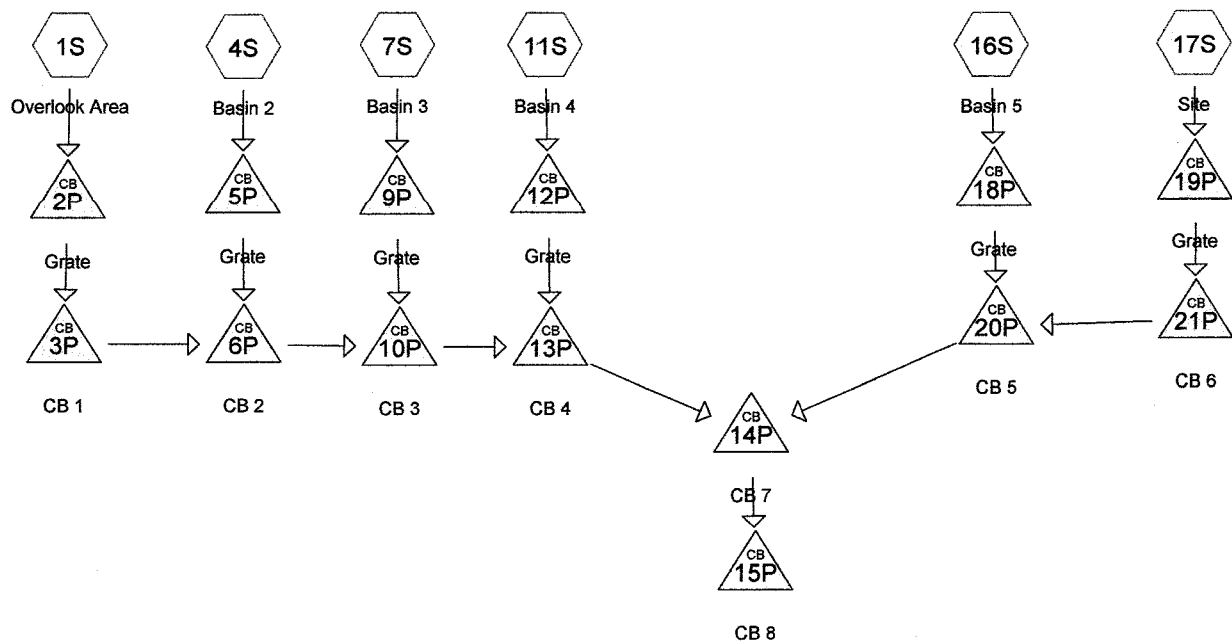 1S
4S
7S
11S
16S
17S
Overlook Area
Basin 2
Basin 3
Basin 4
Basin 5
Site
CB
2P
CB
5P
CB
9P
CB
12P
CB
18P
CB
19P
Grate
Grate
Grate
Grate
Grate
Grate
CB
3P
CB
6P
CB
10P
CB
13P
CB
20P
CB
21P
CB 1
CB 2
CB 3
CB 4
CB 5
CB 6
CB
14P
CB 7
CB
15P
CB 8